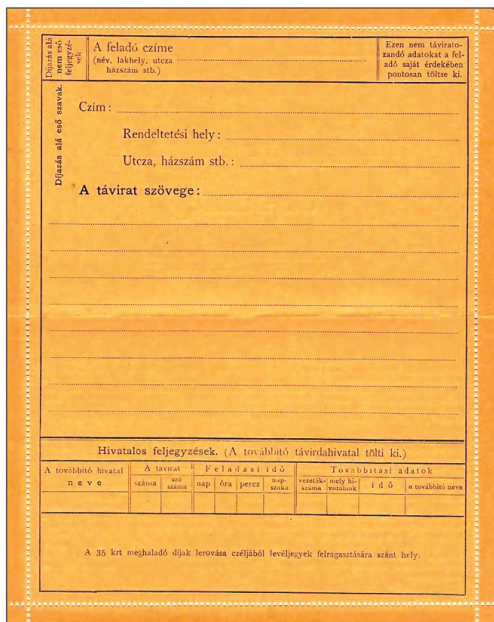 Díjazás alá
nem eső
feljegyzé-
sek
A feladó czíme
(név, lakhely, utcza
házszám stb.)
Ezen nem távirato-
zandó adatokat a fel-
adó saját érdekében
pontosan töltse ki.
Díjazás alá eső szavak.
Czím:
Rendeltetési hely:
Utcza, házszám stb.:
A távirat szövege:
Hivatalos feljegyzések. (A továbbító távirdahivatal tölti ki.)
A továbbító hivatal
neve
A távirat
száma
szó
száma
Feladási idő
nap
óra
percz
nap-
szaka
Továbbítási adatok
vezeték-
száma
mely hi-
vatalnak
idő
a továbbító neve
A 35 krt meghaladó díjak lerovása czéljából levéljegyek felragasztására szánt hely.